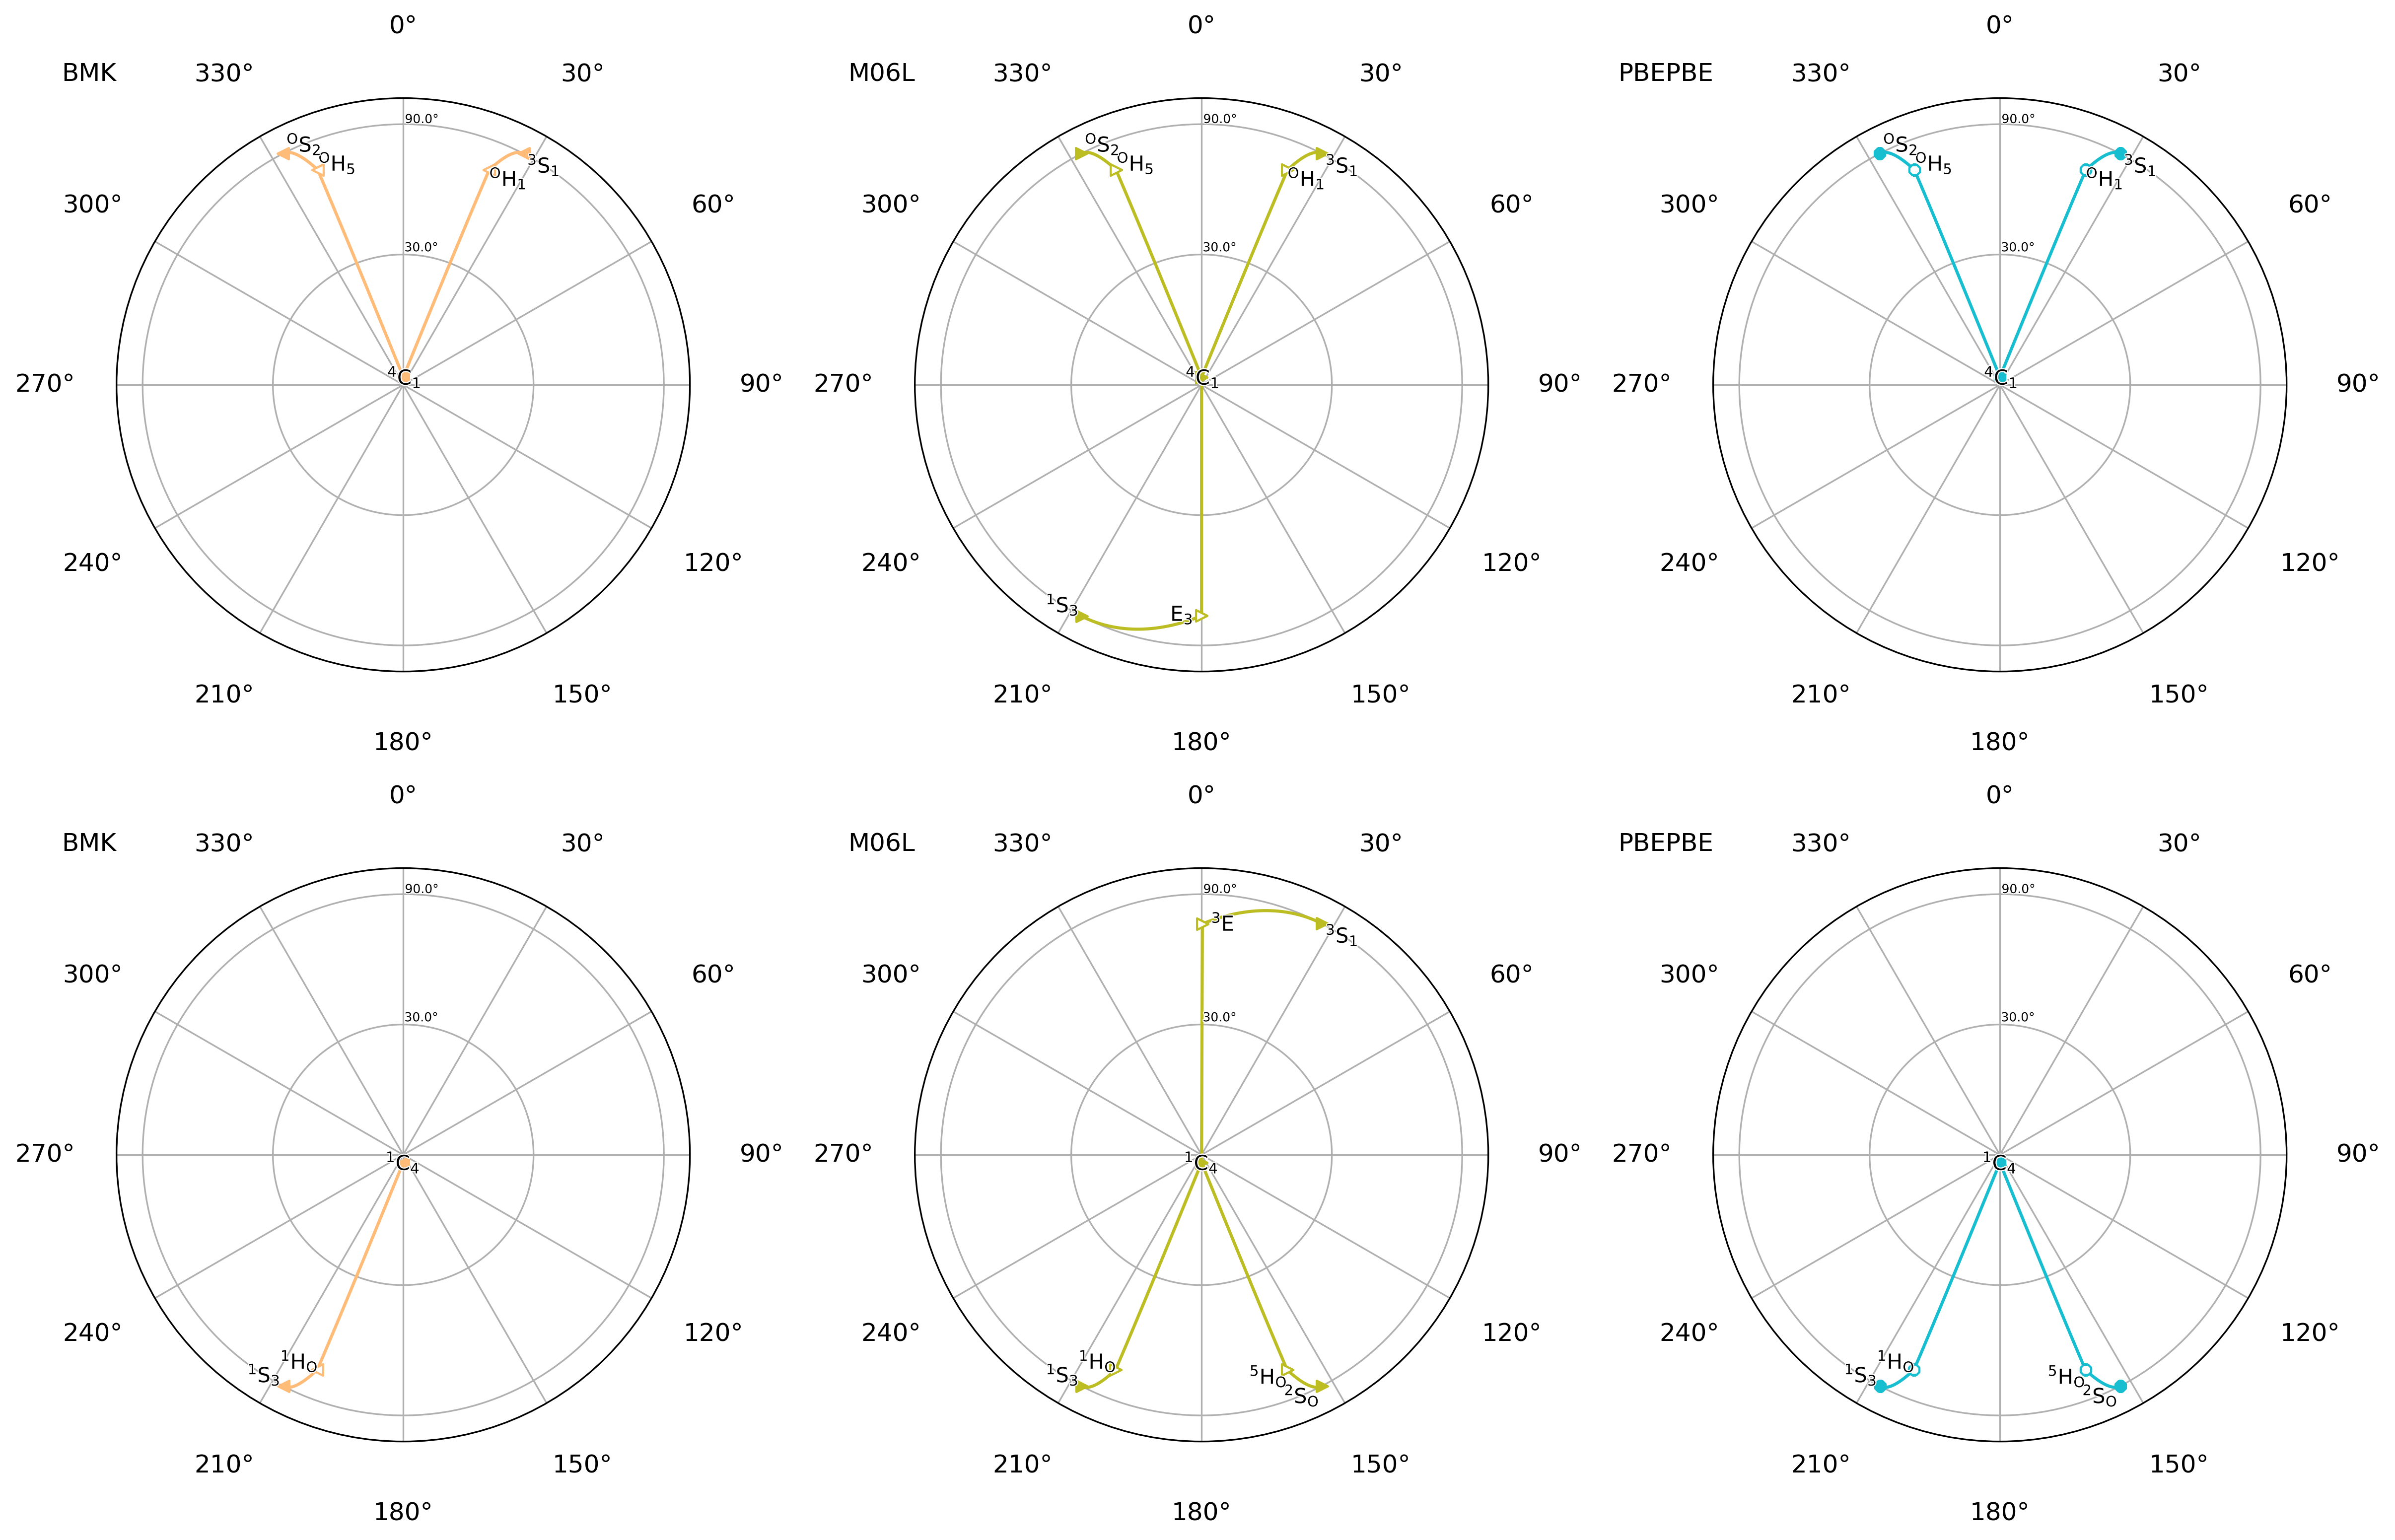 0° 0° 0°
BMK 330° 30° M06L 330° 30° PBEPBE 330° 30°
90.0° 90.0° 90.0°
OS2 OH5 OH1 3S1 OS2 OH5 OH1 3S1 OS2 OH5 OH1 3S1
300° 60° 300° 60° 300° 60°
30.0° 30.0° 30.0°
270° 4C1 90° 270° 4C1 90° 270° 4C1 90°
240° 120° 240° 120° 240° 120°
1S3 E3
210° 150° 210° 150° 210° 150°
180° 180° 180°
0° 0° 0°
BMK 330° 30° M06L 330° 30° PBEPBE 330° 30°
90.0° 90.0° 90.0°
3E 3S1
300° 60° 300° 60° 300° 60°
30.0° 30.0° 30.0°
270° 1C4 90° 270° 1C4 90° 270° 1C4 90°
240° 120° 240° 120° 240° 120°
1S3 1HO 1S3 1HO 5HO 2SO 1S3 1HO 5HO 2SO
210° 150° 210° 150° 210° 150°
180° 180° 180°